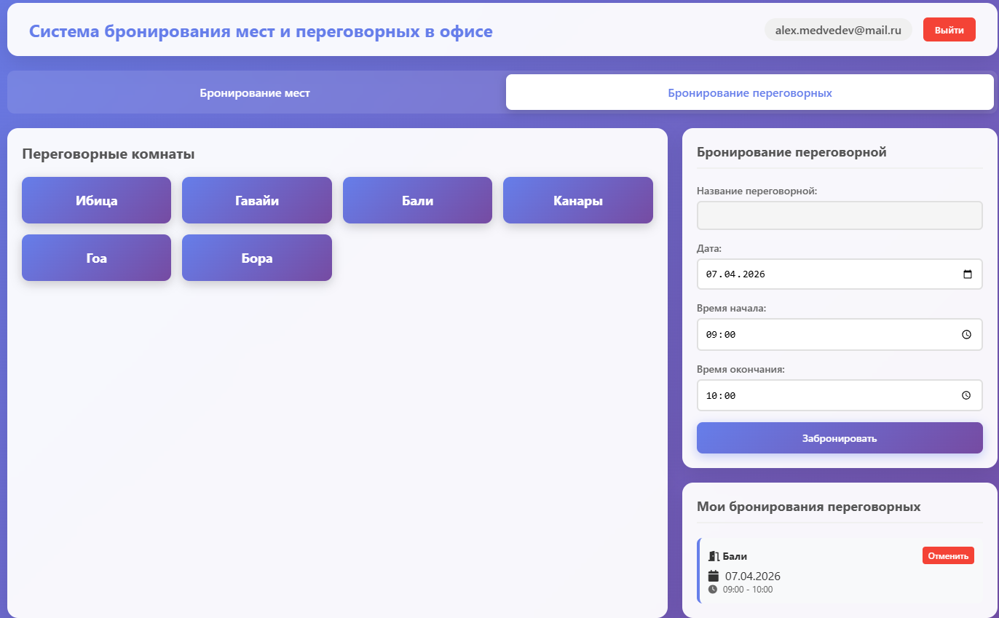 Система бронирования мест и переговорных в офисе
alex.medvedev@mail.ru
Выйти
Бронирование мест
Бронирование переговорных
Переговорные комнаты
Ибица
Гавайи
Бали
Канары
Гоа
Бора
Бронирование переговорной
Название переговорной:
Дата:
07.04.2026
Время начала:
09:00
Время окончания:
10:00
Забронировать
Мои бронирования переговорных
Бали
Отменить
07.04.2026
09:00 - 10:00